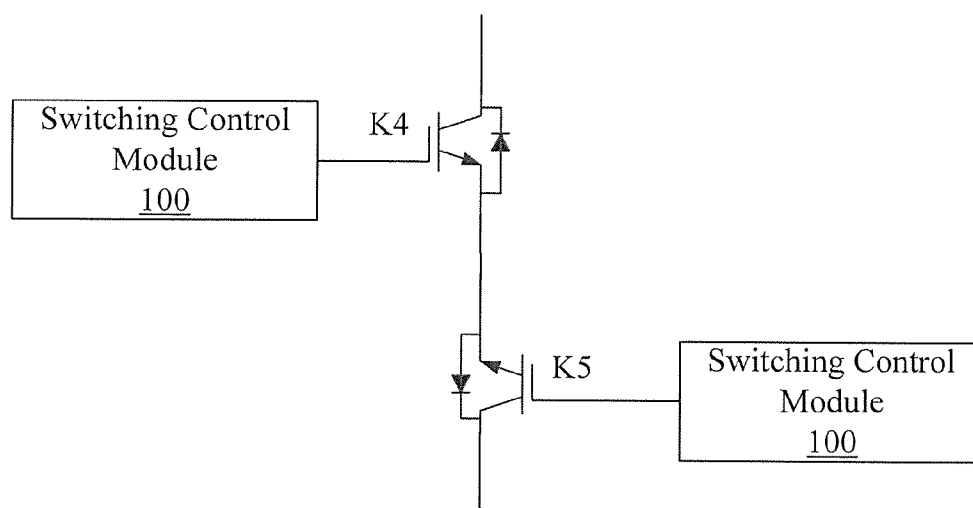 Switching Control
Module
100
K4
K5
Switching Control
Module
100